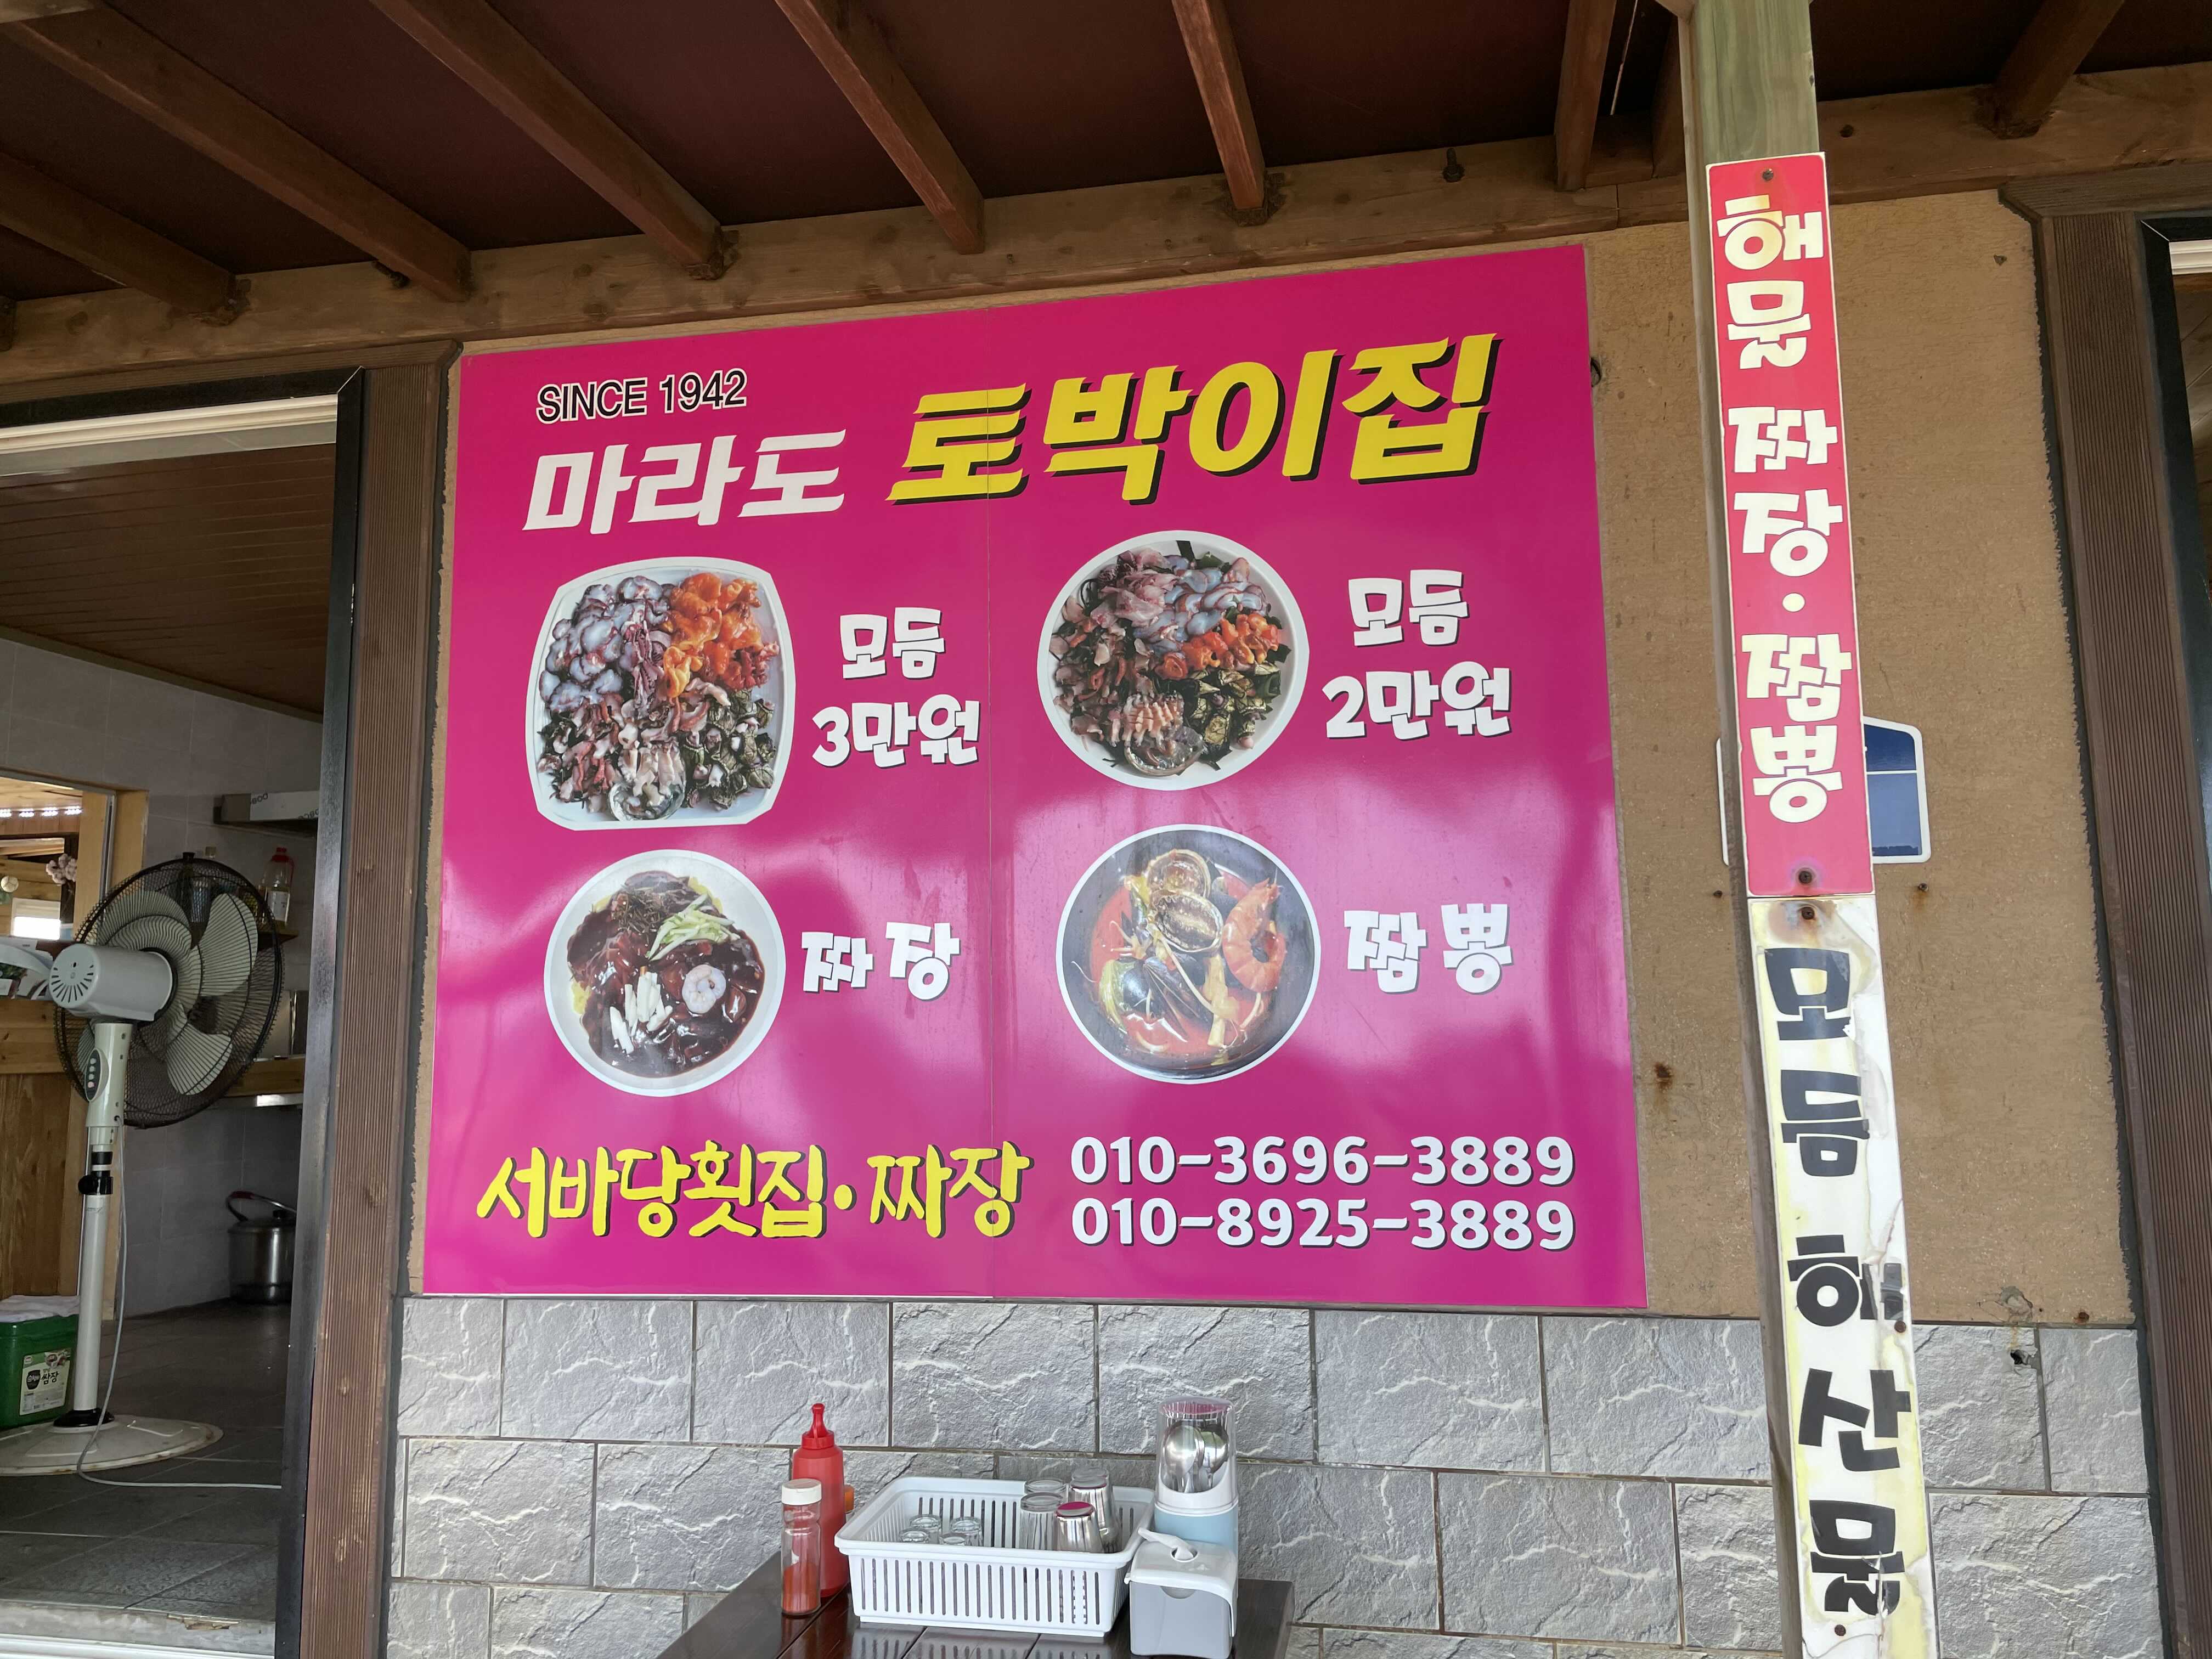 SINCE 1942
마라도 토박이집
모듬
3만원
모듬
2만원
짜장
짬뽕
서바당횟집·짜장
010-3696-3889
010-8925-3889
해물 짜장·짬뽕
모듬 해산물
쌈장